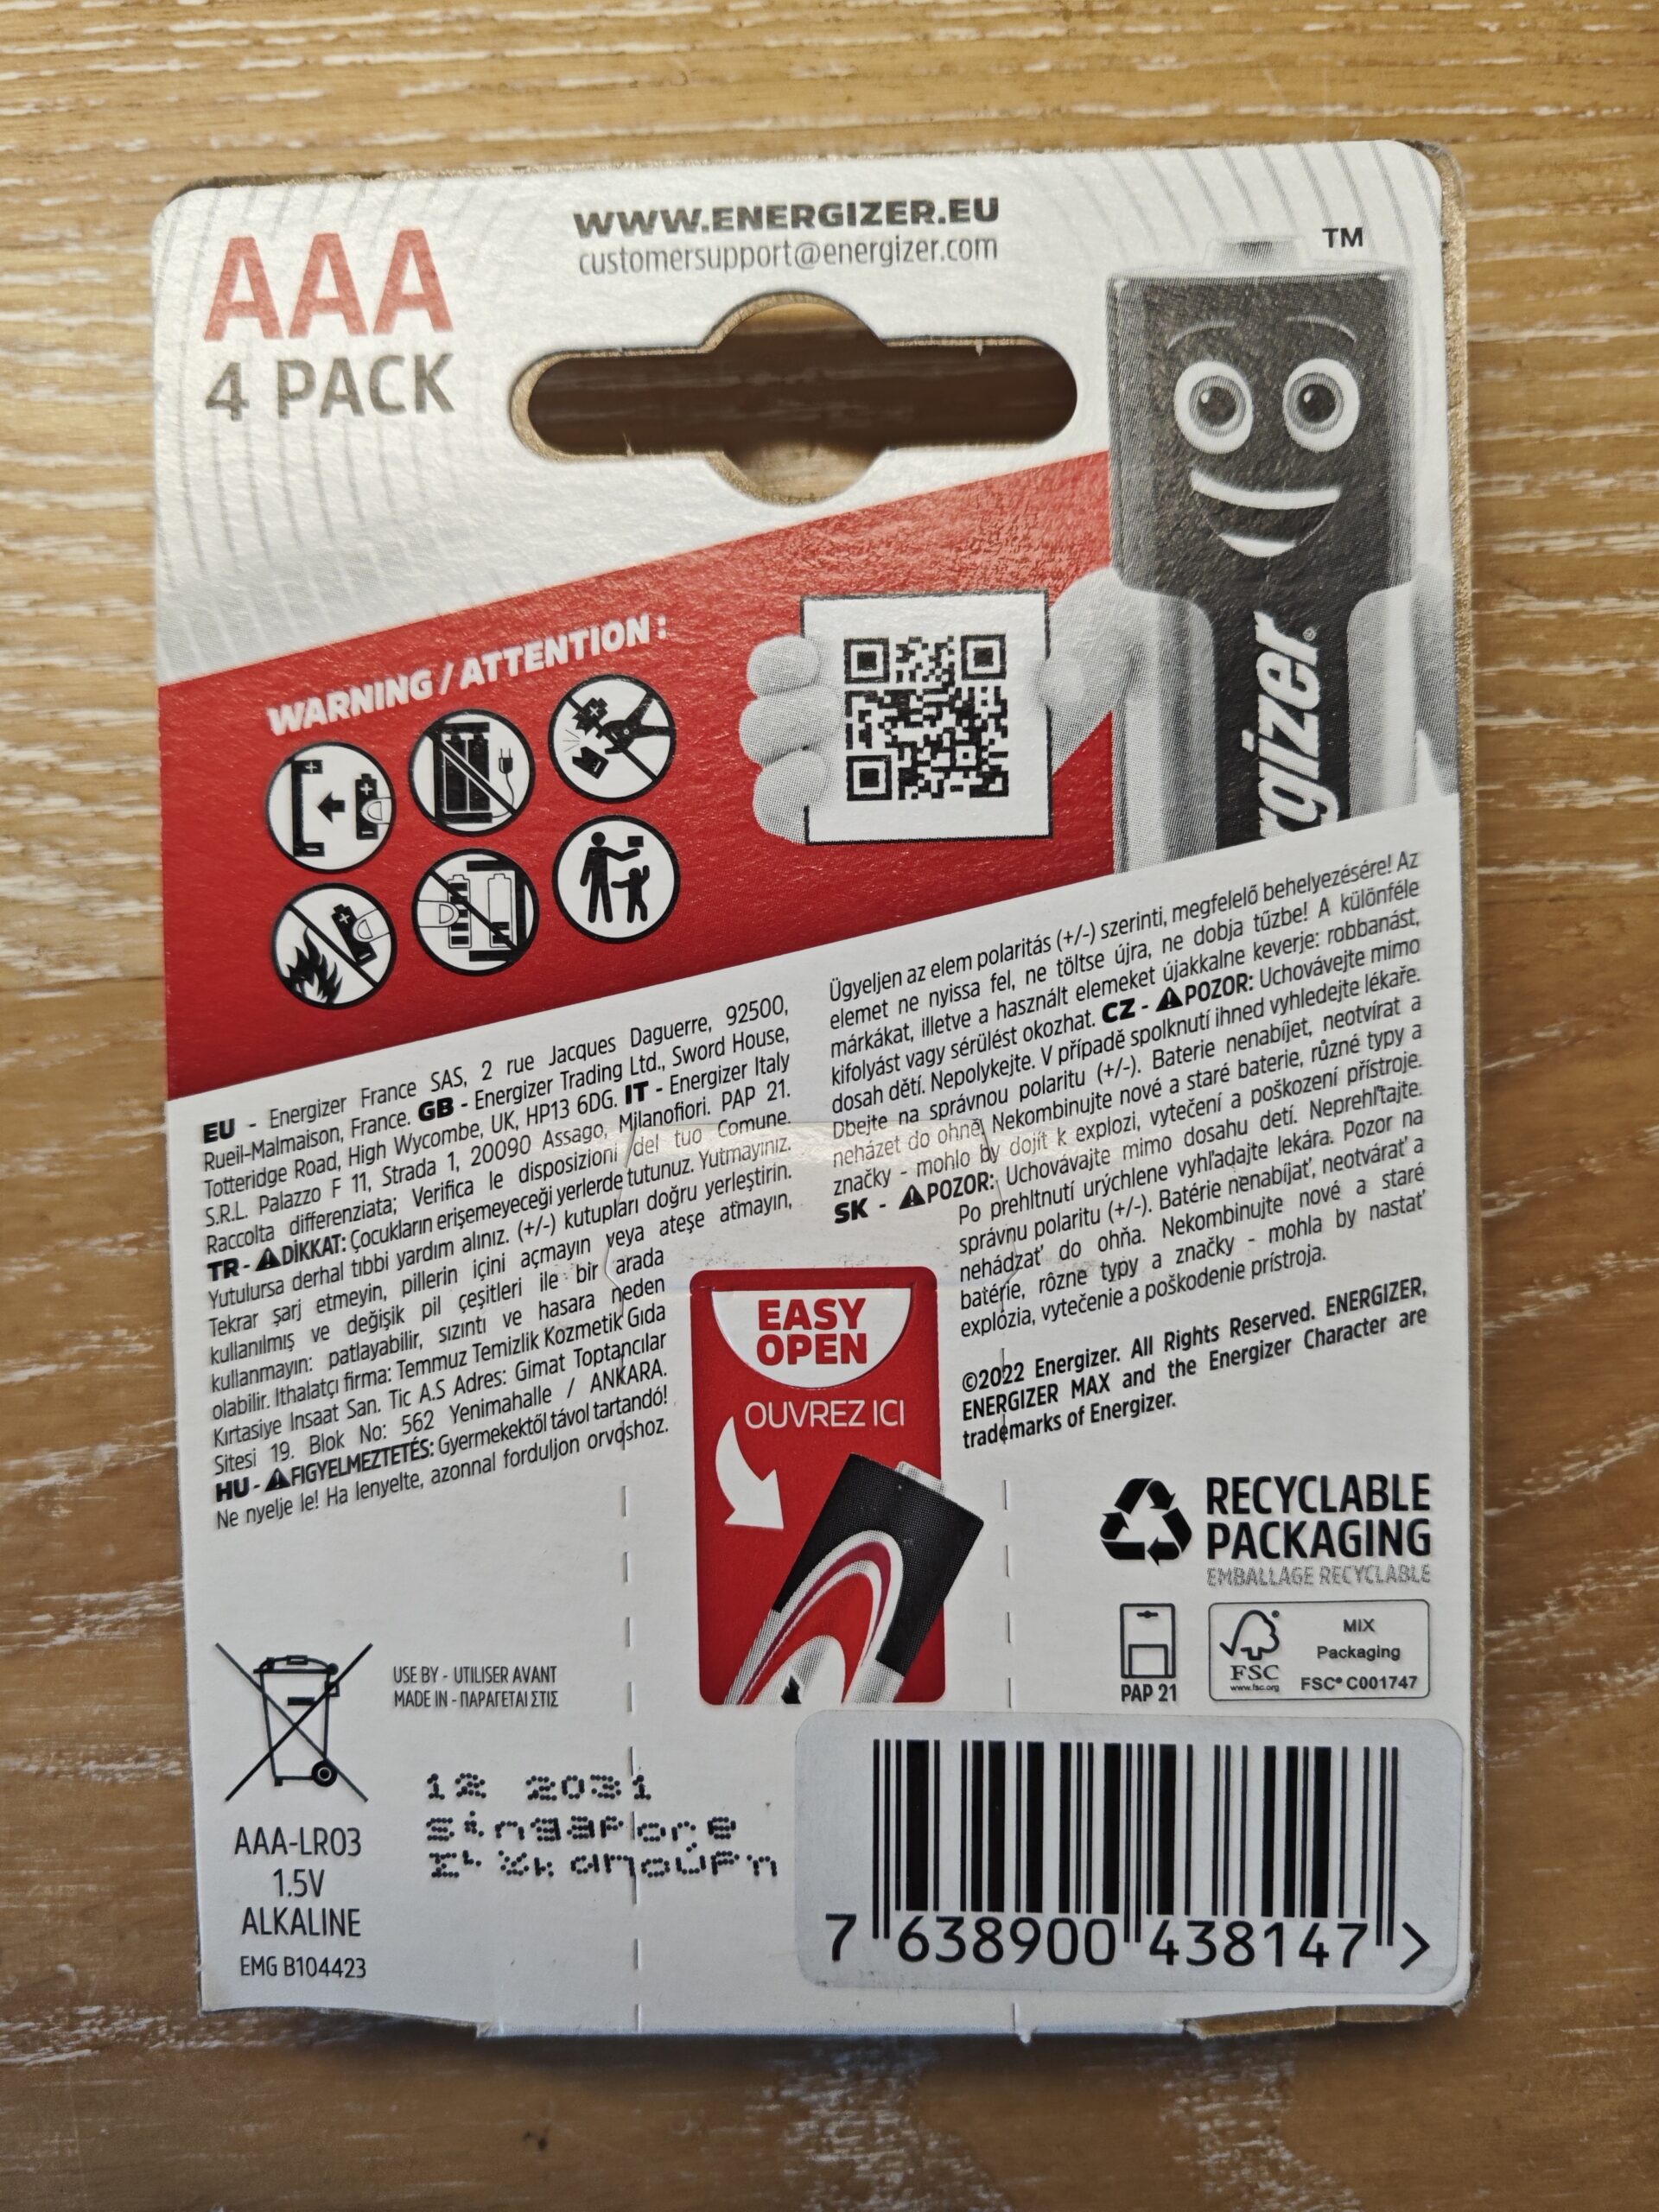 WWW.ENERGIZER.EU
customersupport@energizer.com
TM
AAA
4 PACK
WARNING / ATTENTION :
rgizer®
EU - Energizer France SAS, 2 rue Jacques Daguerre, 92500,
Rueil-Malmaison, France. GB - Energizer Trading Ltd., Sword House,
Totteridge Road, High Wycombe, UK, HP13 6DG. IT - Energizer Italy
S.R.L. Palazzo F 11, Strada 1, 20090 Assago, Milanofiori. PAP 21.
Raccolta differenziata; Verifica le disposizioni del tuo Comune.
TR - ⚠DİKKAT: Çocukların erişemeyeceği yerlerde tutunuz. Yutmayınız.
Yutulursa derhal tıbbi yardım alınız. (+/-) kutupları doğru yerleştirin.
Tekrar şarj etmeyin, pillerin içini açmayın veya ateşe atmayın,
kullanılmış ve değişik pil çeşitleri ile bir arada
kullanmayın: patlayabilir, sızıntı ve hasara neden
olabilir. Ithalatçı firma: Temmuz Temizlik Kozmetik Gıda
Kırtasiye Insaat San. Tic A.S Adres: Gimat Toptancılar
Sitesi 19. Blok No: 562 Yenimahalle / ANKARA.
HU - ⚠FIGYELMEZTETÉS: Gyermekektől távol tartandó!
Ne nyelje le! Ha lenyelte, azonnal forduljon orvoshoz.
Ügyeljen az elem polaritás (+/-) szerinti, megfelelő behelyezésére! Az
elemet ne nyissa fel, ne töltse újra, ne dobja tűzbe! A különféle
márkákat, illetve a használt elemeket újakkalne keverje: robbanást,
kifolyást vagy sérülést okozhat. CZ - ⚠POZOR: Uchovávejte mimo
dosah dětí. Nepolykejte. V případě spolknutí ihned vyhledejte lékaře.
Dbejte na správnou polaritu (+/-). Baterie nenabíjet, neotvírat a
neházet do ohně. Nekombinujte nové a staré baterie, různé typy a
značky - mohlo by dojít k explozi, vytečení a poškození přístroje.
SK - ⚠POZOR: Uchovávajte mimo dosahu detí. Neprehĺtajte.
Po prehltnutí urýchlene vyhľadajte lekára. Pozor na
správnu polaritu (+/-). Batérie nenabíjať, neotvárať a
nehádzať do ohňa. Nekombinujte nové a staré
batérie, rôzne typy a značky - mohla by nastať
explózia, vytečenie a poškodenie prístroja.
©2022 Energizer. All Rights Reserved. ENERGIZER,
ENERGIZER MAX and the Energizer Character are
trademarks of Energizer.
EASY
OPEN
OUVREZ ICI
RECYCLABLE
PACKAGING
EMBALLAGE RECYCLABLE
PAP 21
FSC
www.fsc.org
MIX
Packaging
FSC® C001747
USE BY - UTILISER AVANT
MADE IN - ΠΑΡΑΓΕΤΑΙ ΣΤΙΣ
12 2031
Singapore
AAA-LR03
1.5V
ALKALINE
EMG B104423
7 638900 438147 >